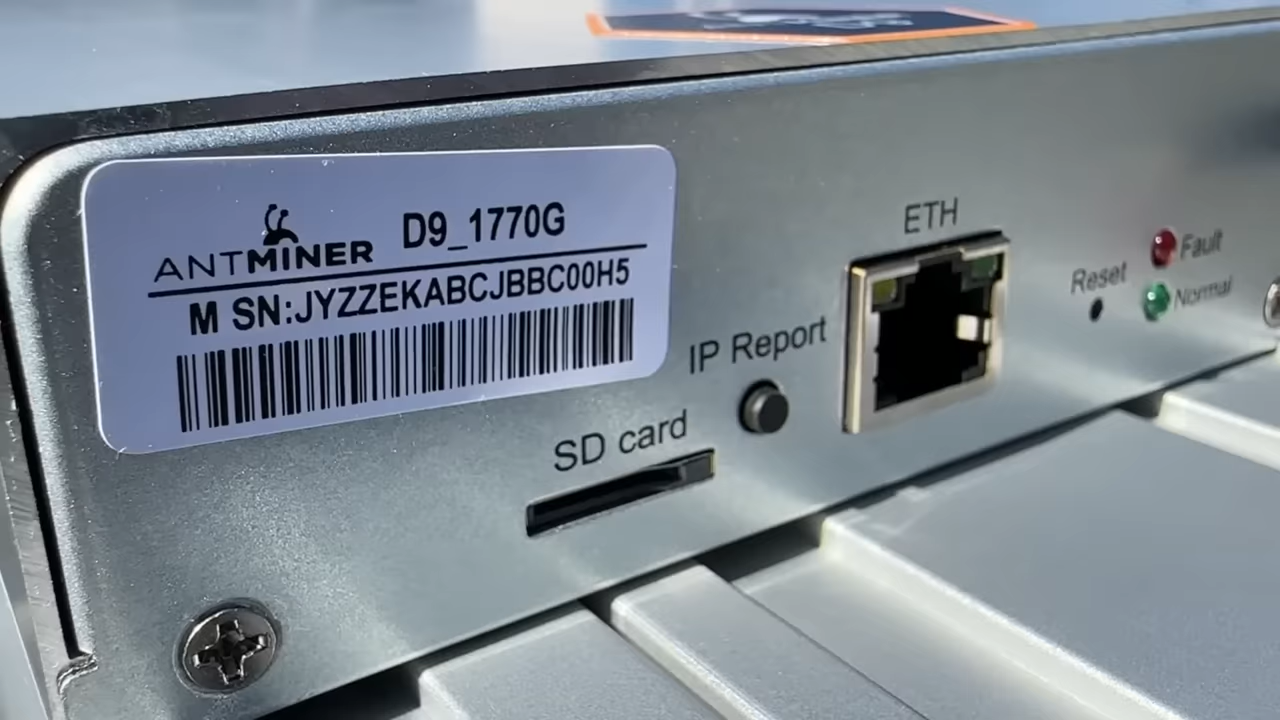 ANTMINER D9_1770G
M SN:JYZZEKABCJBBC00H5
ETH
Fault
Reset
Normal
IP Report
SD card